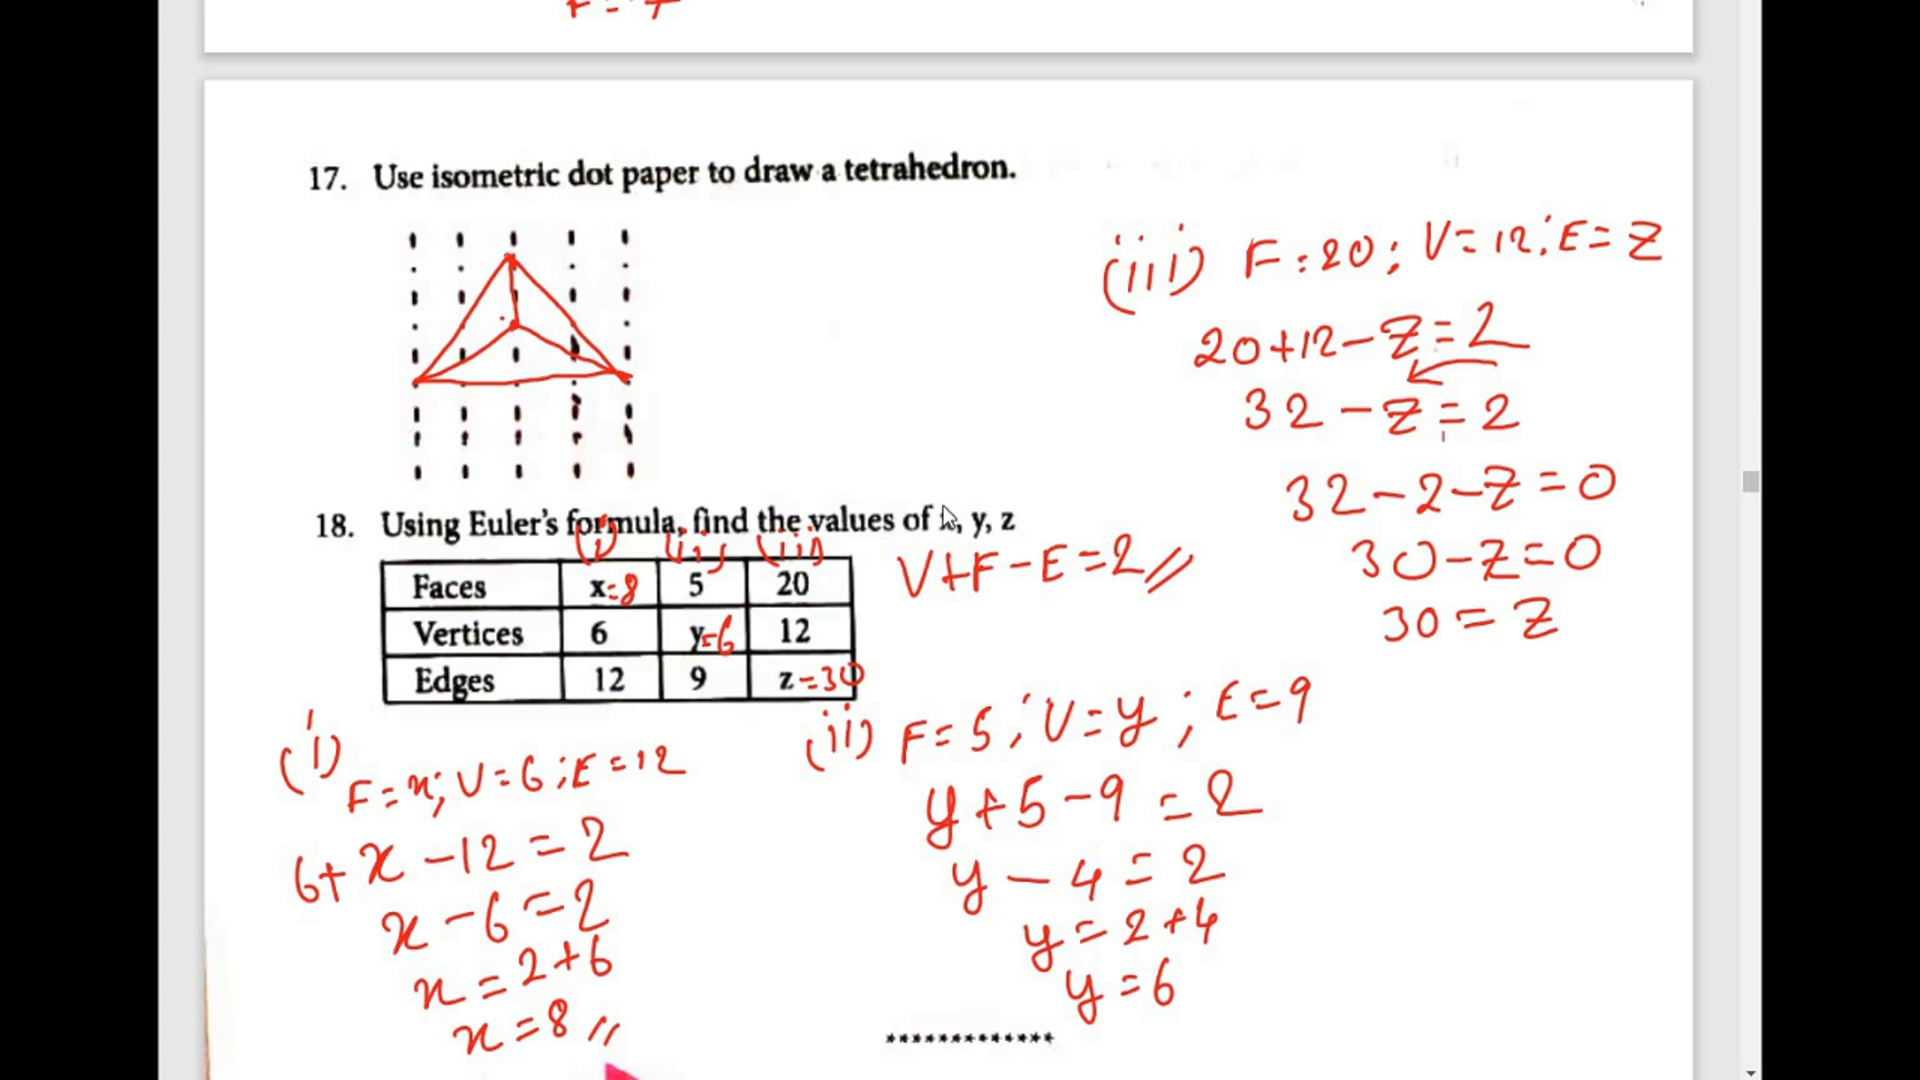 17. Use isometric dot paper to draw a tetrahedron.
(iii) F=20; V=12; E=Z
20+12-Z=2
32-Z=2
32-2-Z=0
30-Z=0
30=Z
18. Using Euler's formula, find the values of , y, z
(i) (ii) (iii)
Faces x=8 5 20
Vertices 6 y=6 12
Edges 12 9 z=30
V+F-E=2//
(i) F=x; V=6; E=12
6+x-12=2
x-6=2
x=2+6
x=8//
(ii) F=5; V=y; E=9
y+5-9=2
y-4=2
y=2+4
y=6
*************